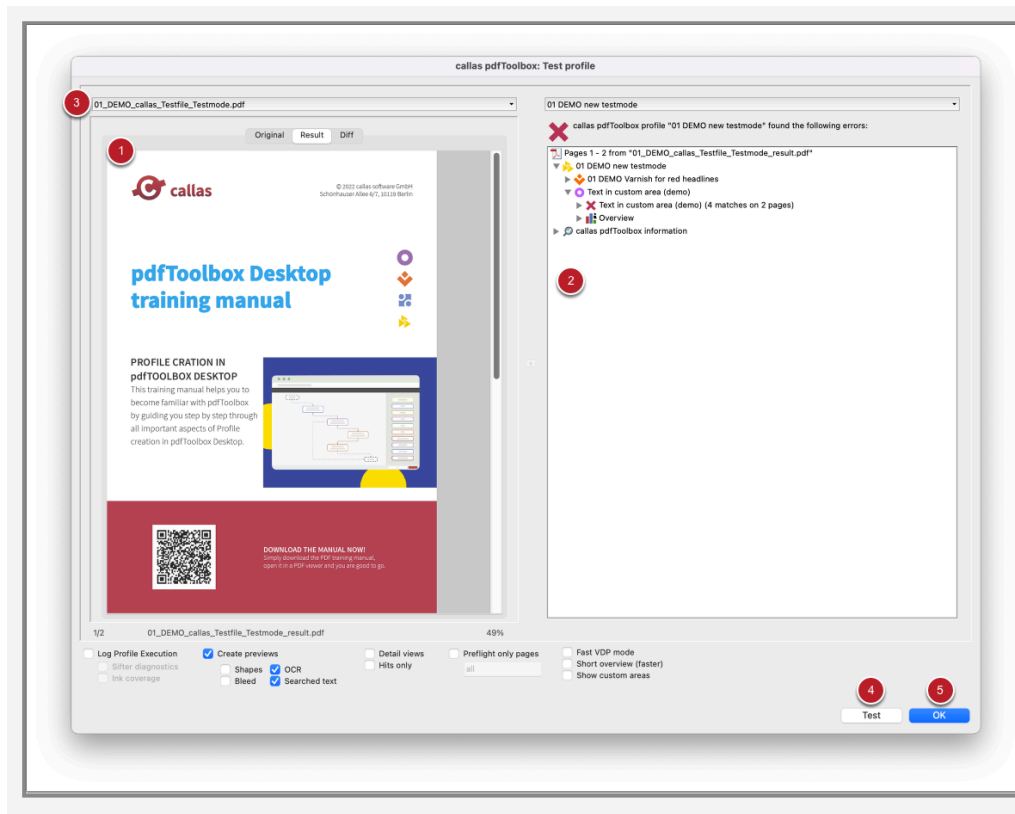 callas pdfToolbox: Test profile
3
01_DEMO_callas_Testfile_Testmode.pdf
01 DEMO new testmode
Original Result Diff
1
callas pdfToolbox profile "01 DEMO new testmode" found the following errors:
Pages 1 - 2 from "01_DEMO_callas_Testfile_Testmode_result.pdf"
01 DEMO new testmode
01 DEMO Varnish for red headlines
Text in custom area (demo)
Text in custom area (demo) (4 matches on 2 pages)
Overview
callas pdfToolbox information
2
callas
© 2022 callas software GmbH
Schönhauser Allee 6/7, 10119 Berlin
pdfToolbox Desktop
training manual
PROFILE CRATION IN
pdfTOOLBOX DESKTOP
This training manual helps you to
become familiar with pdfToolbox
by guiding you step by step through
all important aspects of Profile
creation in pdfToolbox Desktop.
DOWNLOAD THE MANUAL NOW!
Simply download the PDF training manual,
open it in a PDF viewer and you are good to go.
1/2 01_DEMO_callas_Testfile_Testmode_result.pdf 49%
Log Profile Execution
Sifter diagnostics
Ink coverage
Create previews
Shapes OCR
Bleed Searched text
Detail views
Hits only
Preflight only pages
all
Fast VDP mode
Short overview (faster)
Show custom areas
4
5
Test
OK